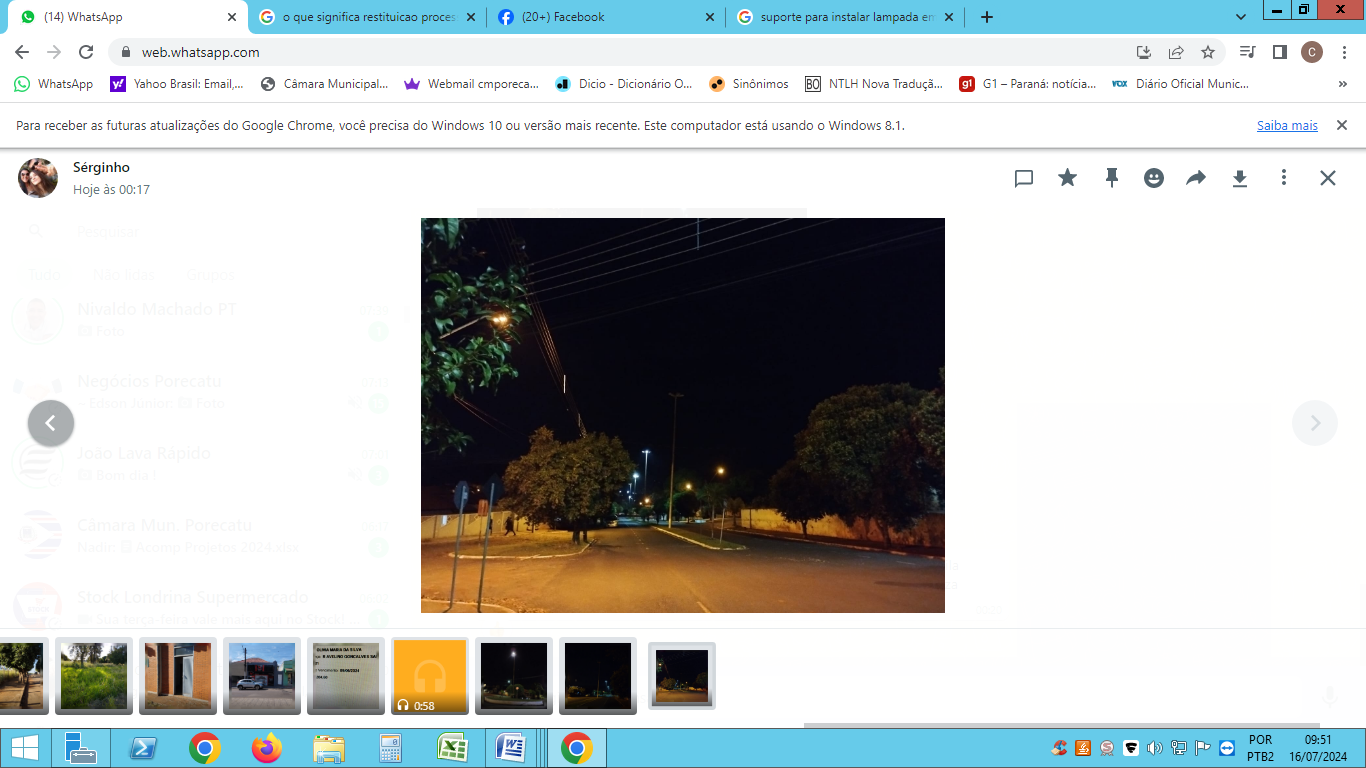 (14) WhatsApp
o que significa restituicao proces
(20+) Facebook
suporte para instalar lampada em
web.whatsapp.com
C
WhatsApp
Yahoo Brasil: Email,...
Câmara Municipal...
Webmail cmporeca...
Dicio - Dicionário O...
Sinônimos
BO
NTLH Nova Traduçã...
g1
G1 – Paraná: notícia...
VOX
Diário Oficial Munic...
»
Para receber as futuras atualizações do Google Chrome, você precisa do Windows 10 ou versão mais recente. Este computador está usando o Windows 8.1.
Saiba mais
Sérginho
Hoje às 00:17
Pesquisar
Tudo
Não lidas
Grupos
Nivaldo Machado PT
Foto
Negócios Porecatu
~ Edson Junior: Foto
João Lava Rápido
Bom dia !
Câmara Mun. Porecatu
Nadir: Acomp Projetos 2024.xlsx
Stock Londrina Supermercado
Sua terça-feira vale mais aqui no Stock! ...
0:58
POR
PTB2
09:51
16/07/2024